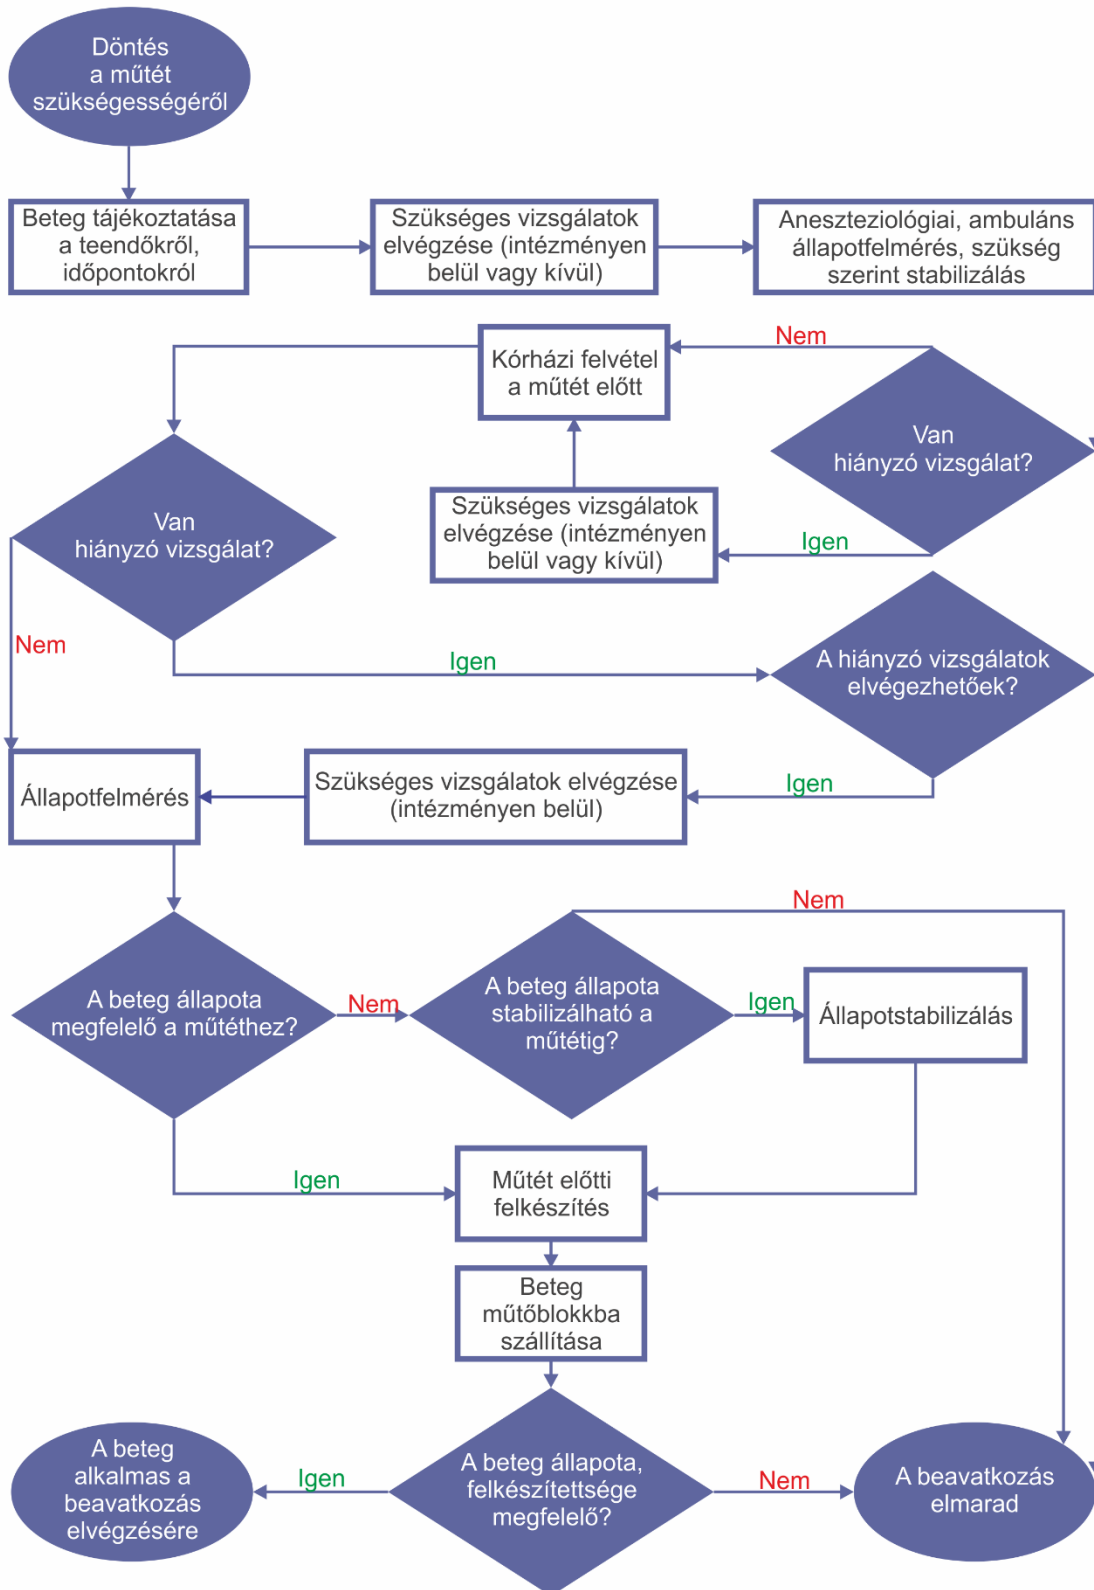 Döntés
a műtét
szükségességéről
Beteg tájékoztatása
a teendőkről,
időpontokról
Szükséges vizsgálatok
elvégzése (intézményen
belül vagy kívül)
Aneszteziológiai, ambuláns
állapotfelmérés, szükség
szerint stabilizálás
Nem
Kórházi felvétel
a műtét előtt
Van
hiányzó vizsgálat?
Szükséges vizsgálatok
elvégzése (intézményen
belül vagy kívül)
Igen
Van
hiányzó vizsgálat?
Nem
Igen
A hiányzó vizsgálatok
elvégezhetőek?
Igen
Szükséges vizsgálatok elvégzése
(intézményen belül)
Állapotfelmérés
A beteg állapota
megfelelő a műtéthez?
Nem
A beteg állapota
stabilizálható a
műtétig?
Nem
Igen
Állapotstabilizálás
Igen
Műtét előtti
felkészítés
Beteg
műtőblokkba
szállítása
A beteg állapota,
felkészítettsége
megfelelő?
Igen
A beteg
alkalmas a
beavatkozás
elvégzésére
Nem
A beavatkozás
elmarad